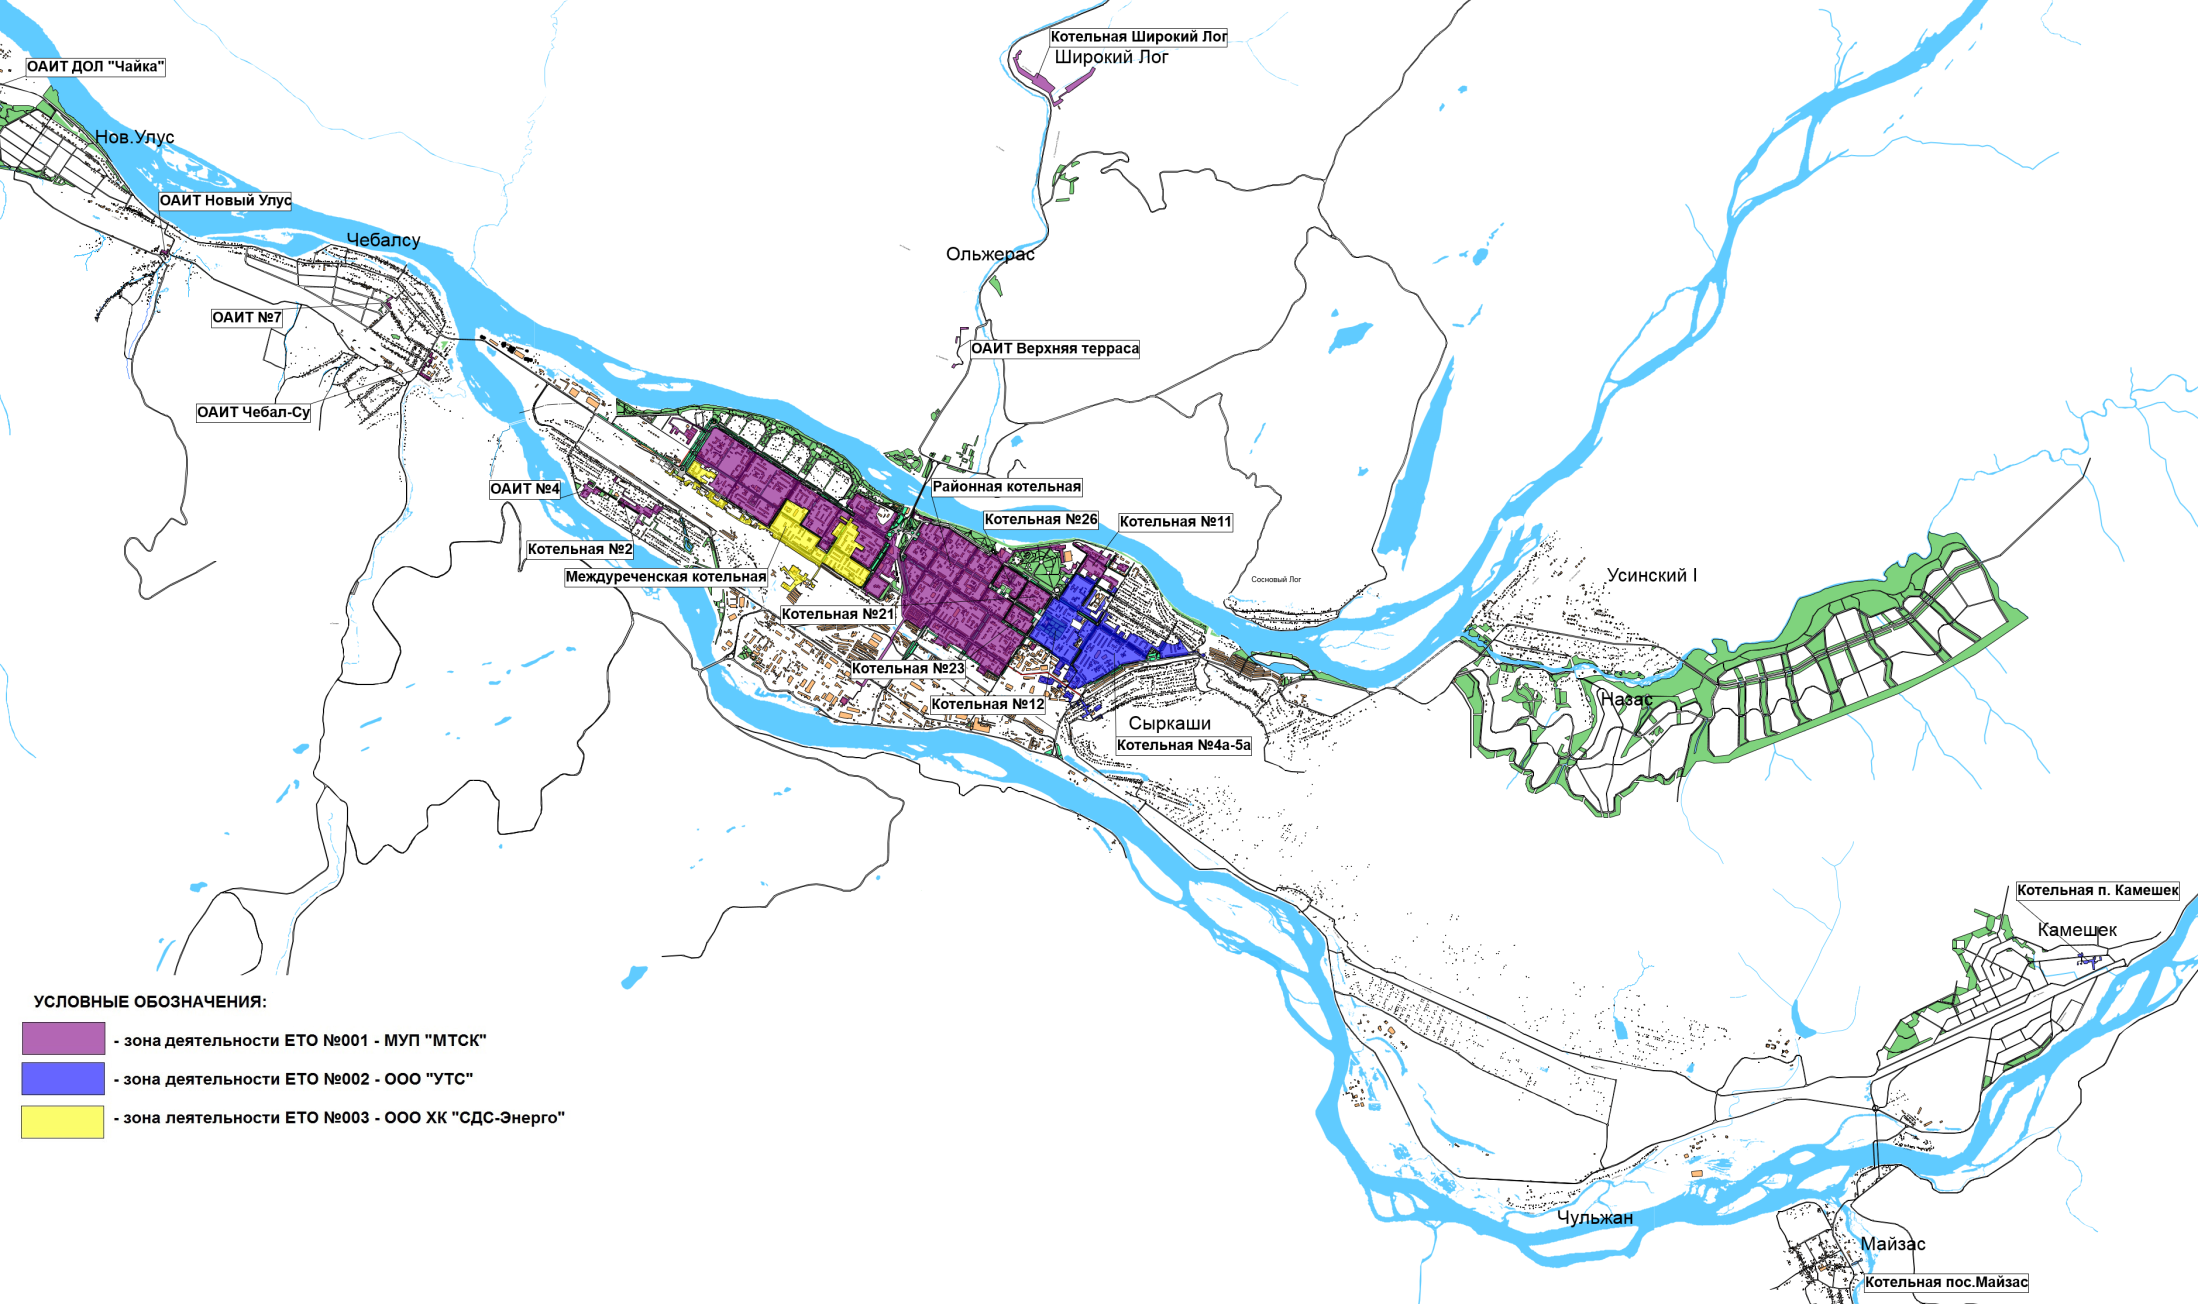 Котельная Широкий Лог
Широкий Лог
ОАИТ ДОЛ "Чайка"
Нов.Улус
ОАИТ Новый Улус
Чебалсу
Ольжерас
ОАИТ №7
ОАИТ Верхняя терраса
ОАИТ Чебал-Су
ОАИТ №4
Районная котельная
Котельная №26
Котельная №11
Котельная №2
Междуреченская котельная
Сосновый Лог
Усинский I
Котельная №21
Котельная №23
Назас
Котельная №12
Сыркаши
Котельная №4а-5а
Котельная п. Камешек
Камешек
УСЛОВНЫЕ ОБОЗНАЧЕНИЯ:
- зона деятельности ЕТО №001 - МУП "МТСК"
- зона деятельности ЕТО №002 - ООО "УТС"
- зона леятельности ЕТО №003 - ООО ХК "СДС-Энерго"
Чульжан
Майзас
Котельная пос.Майзас